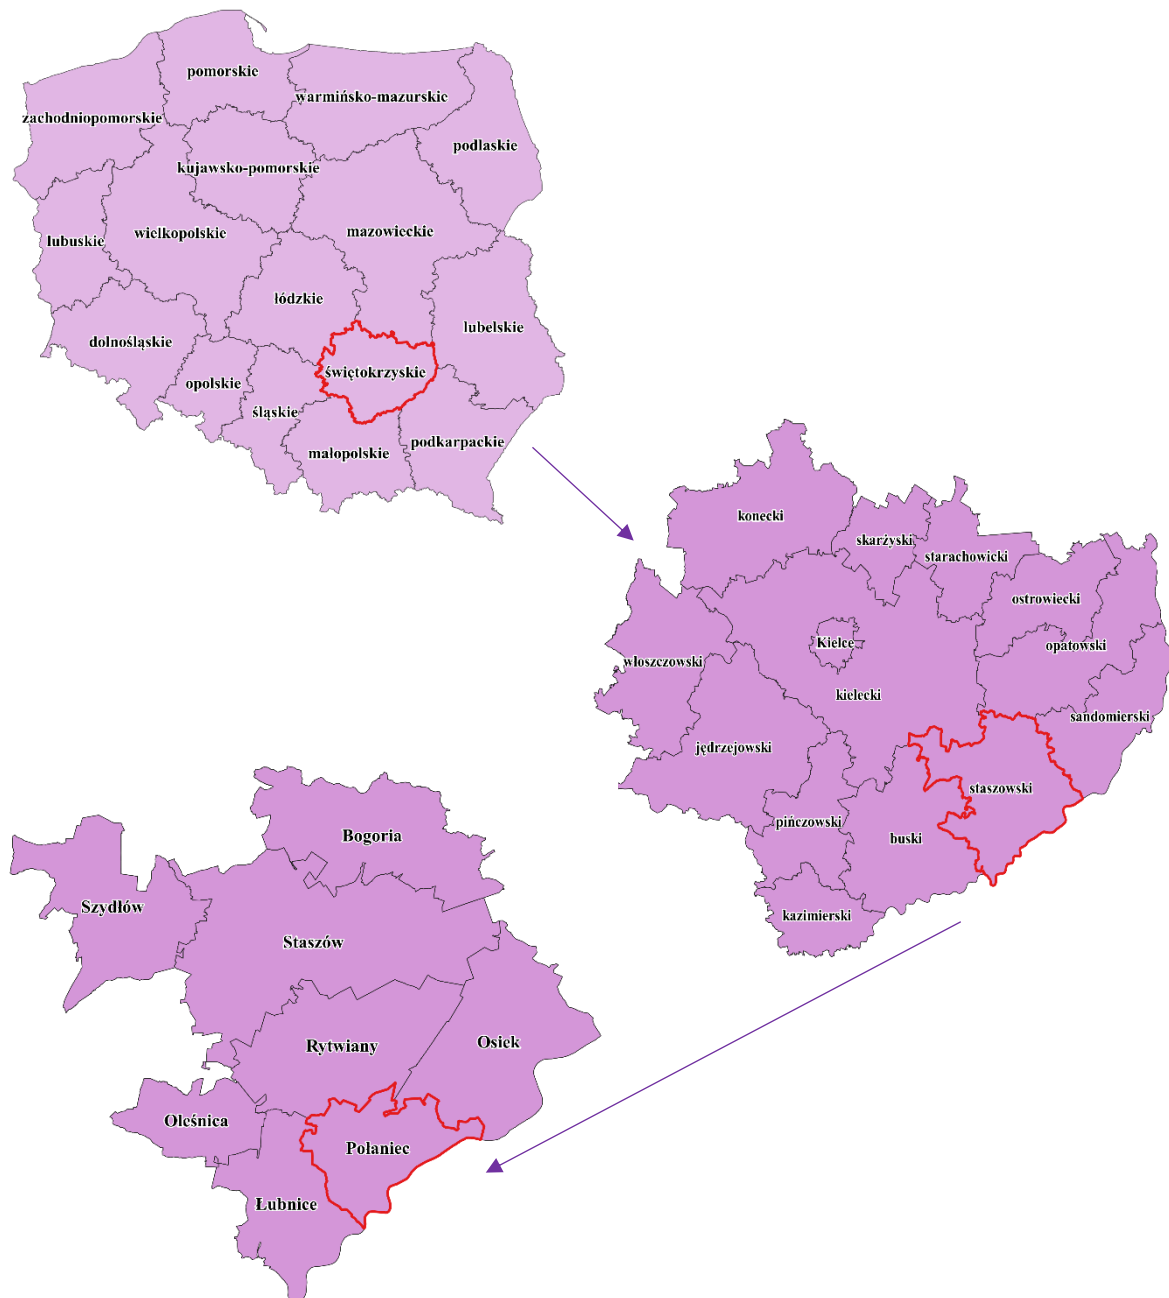 pomorskie
warmińsko-mazurskie
zachodniopomorskie
podlaskie
kujawsko-pomorskie
wielkopolskie
mazowieckie
lubuskie
łódzkie
lubelskie
dolnośląskie
świętokrzyskie
opolskie
śląskie
podkarpackie
małopolskie
konecki
skarżyski
starachowicki
ostrowiecki
Kielce
opatowski
włoszczowski
kielecki
sandomierski
jędrzejowski
staszowski
pińczowski
buski
kazimierski
Bogoria
Szydłów
Staszów
Rytwiany
Osiek
Oleśnica
Połaniec
Łubnice